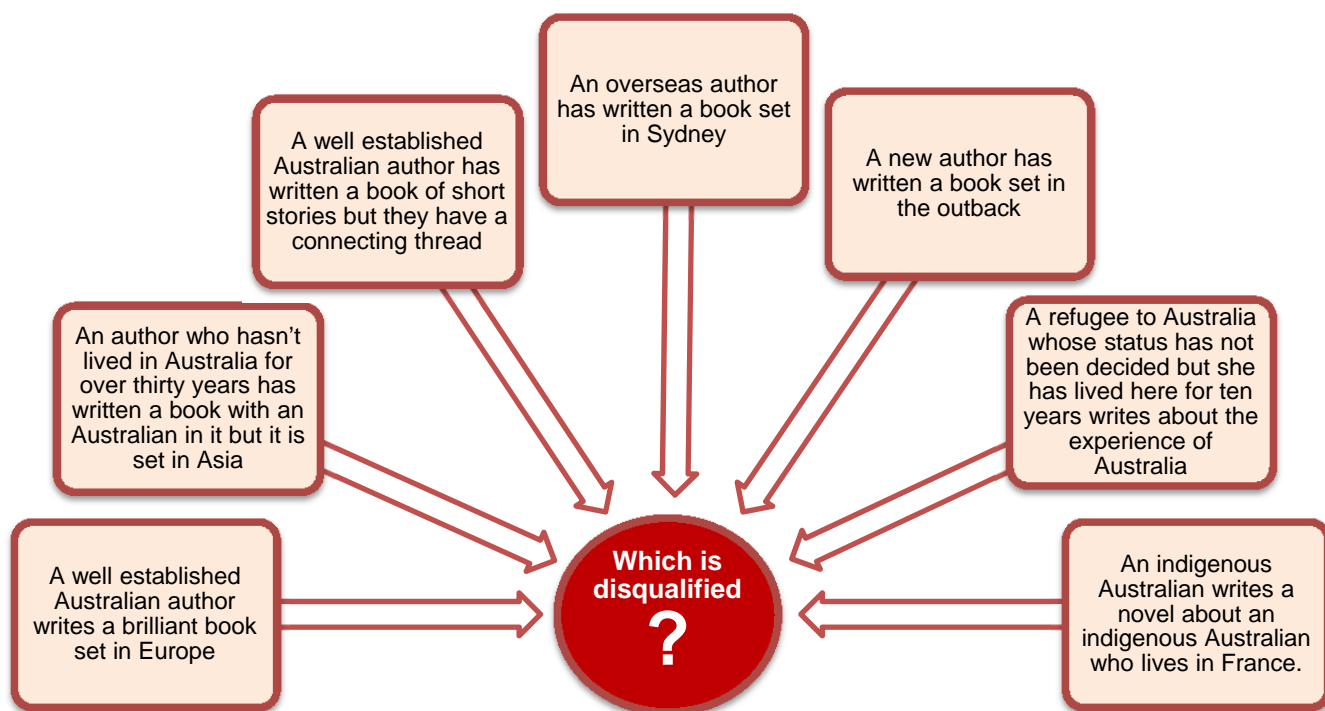 An overseas author
has written a book set
in Sydney
A well established
Australian author has
written a book of short
stories but they have a
connecting thread
A new author has
written a book set in
the outback
An author who hasn’t
lived in Australia for
over thirty years has
written a book with an
Australian in it but it is
set in Asia
A refugee to Australia
whose status has not
been decided but she
has lived here for ten
years writes about the
experience of
Australia
A well established
Australian author
writes a brilliant book
set in Europe
Which is
disqualified
?
An indigenous
Australian writes a
novel about an
indigenous Australian
who lives in France.